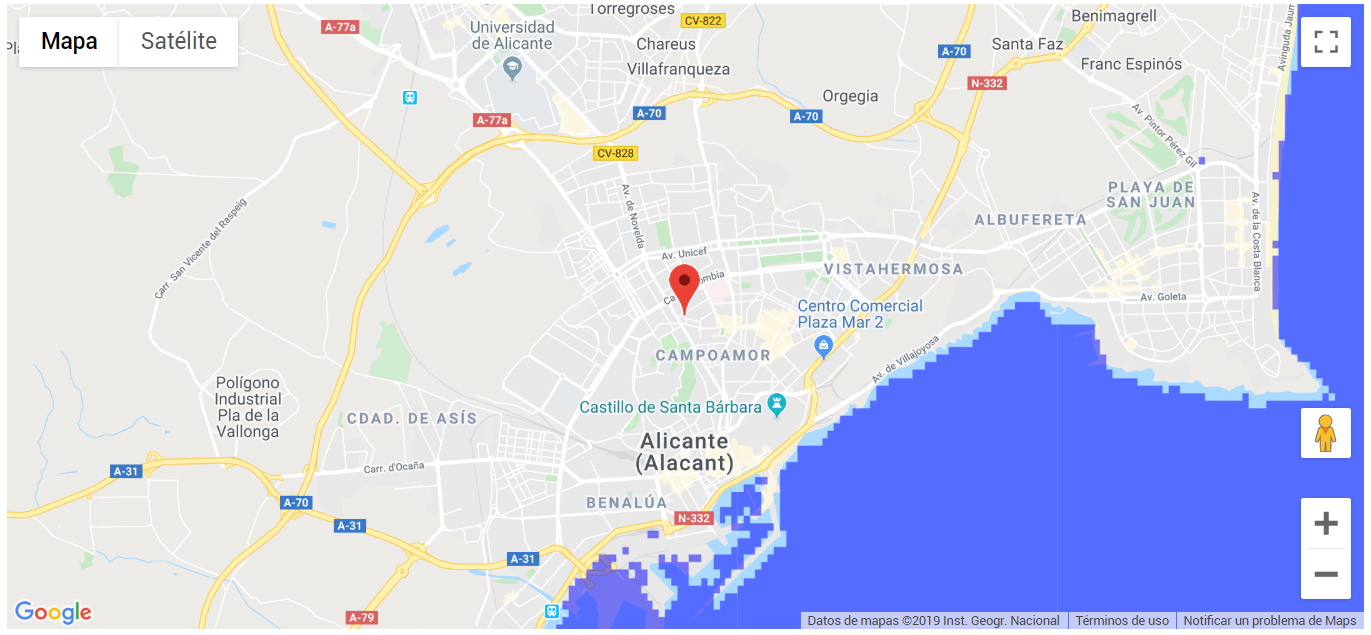 Mapa
Satélite
A-77a
Universidad
de Alicante
Torregroses
CV-822
Chareus
Villafranqueza
A-70
Santa Faz
Benimagrell
Franc Espinós
N-332
Orgegia
A-77a
A-70
A-70
CV-828
Av. Pintor Pérez Gil
Av. de Novelda
Carr. San Vicente del Raspeig
PLAYA DE
SAN JUAN
Av. de la Costa Blanca
ALBUFERETA
Av. Unicef
VISTAHERMOSA
Av. Goleta
Centro Comercial
Plaza Mar 2
CAMPOAMOR
Av. de Villajoyosa
Polígono
Industrial
Pla de la
Vallonga
CDAD. DE ASÍS
Castillo de Santa Bárbara
Alicante
(Alacant)
A-31
Carr. d'Ocaña
A-70
BENALÚA
N-332
A-31
A-31
A-79
Google
Datos de mapas ©2019 Inst. Geogr. Nacional
Términos de uso
Notificar un problema de Maps